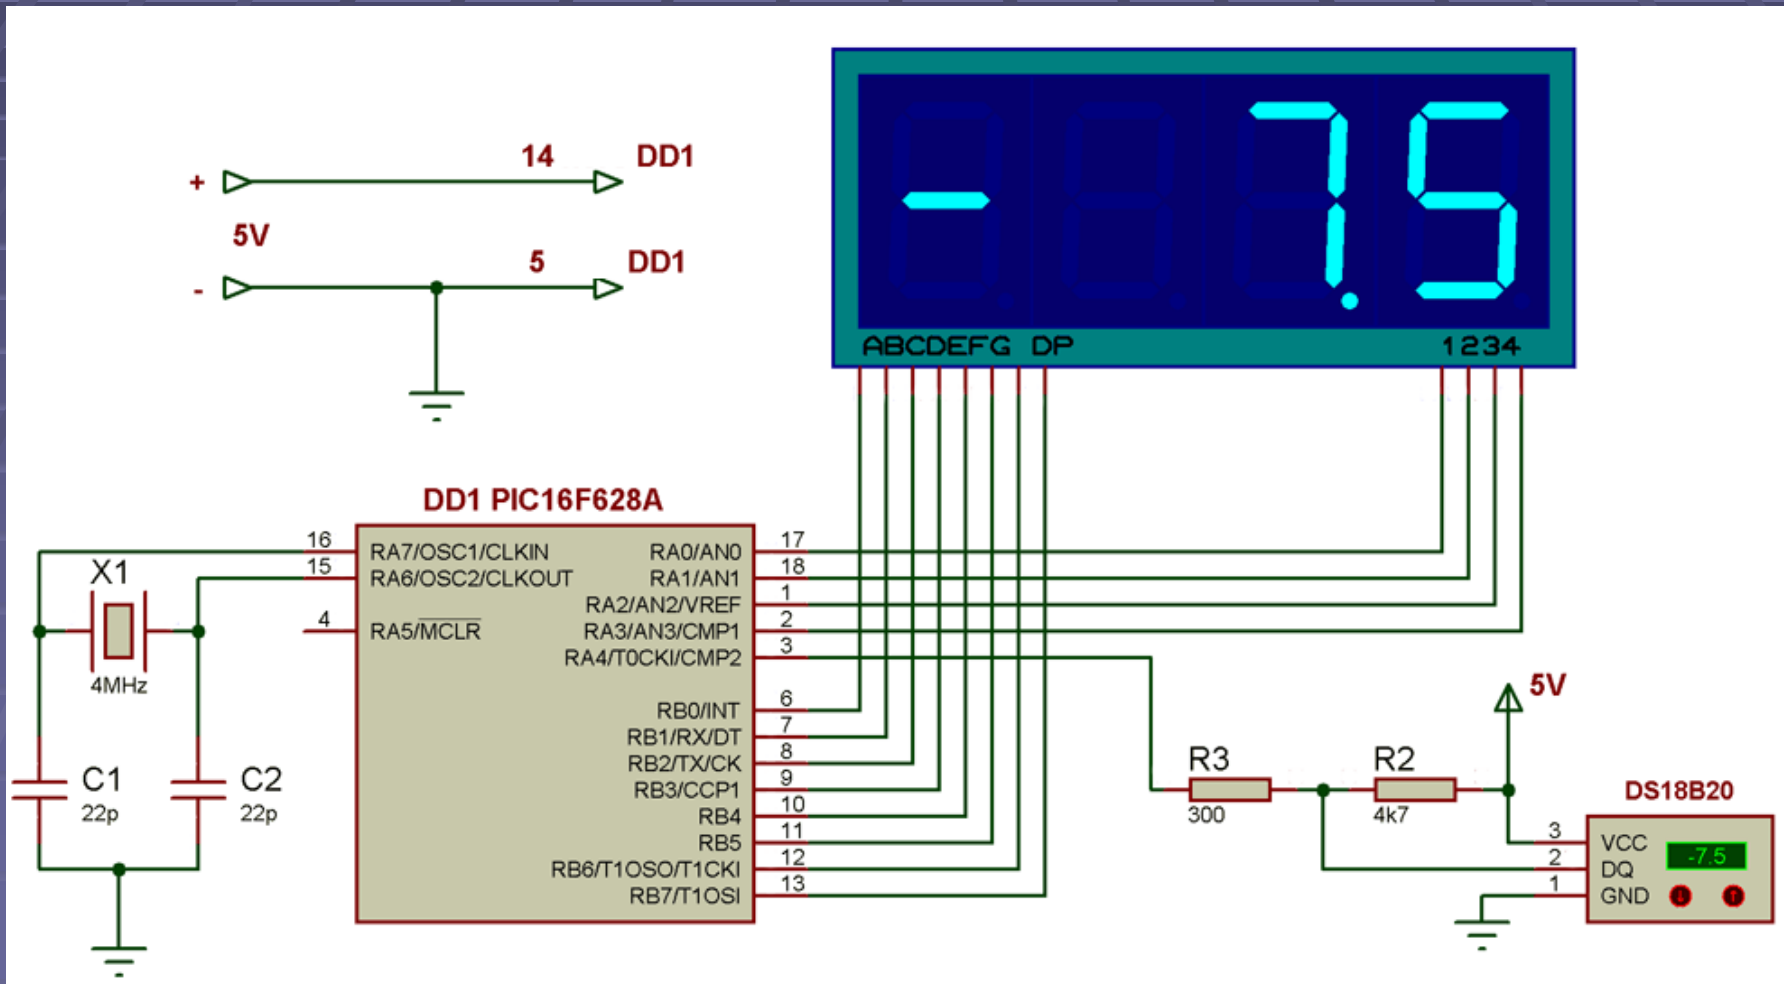 + 14 DD1
5V
- 5 DD1
-7.5
ABCDEFG DP 1234
DD1 PIC16F628A
16 RA7/OSC1/CLKIN RA0/AN0 17
15 RA6/OSC2/CLKOUT RA1/AN1 18
RA2/AN2/VREF 1
4 RA5/MCLR RA3/AN3/CMP1 2
RA4/T0CKI/CMP2 3
RB0/INT 6
RB1/RX/DT 7
RB2/TX/CK 8
RB3/CCP1 9
RB4 10
RB5 11
RB6/T1OSO/T1CKI 12
RB7/T1OSI 13
X1
4MHz
C1
22p
C2
22p
5V
R3
300
R2
4k7
DS18B20
3 VCC
2 DQ
1 GND
-7.5